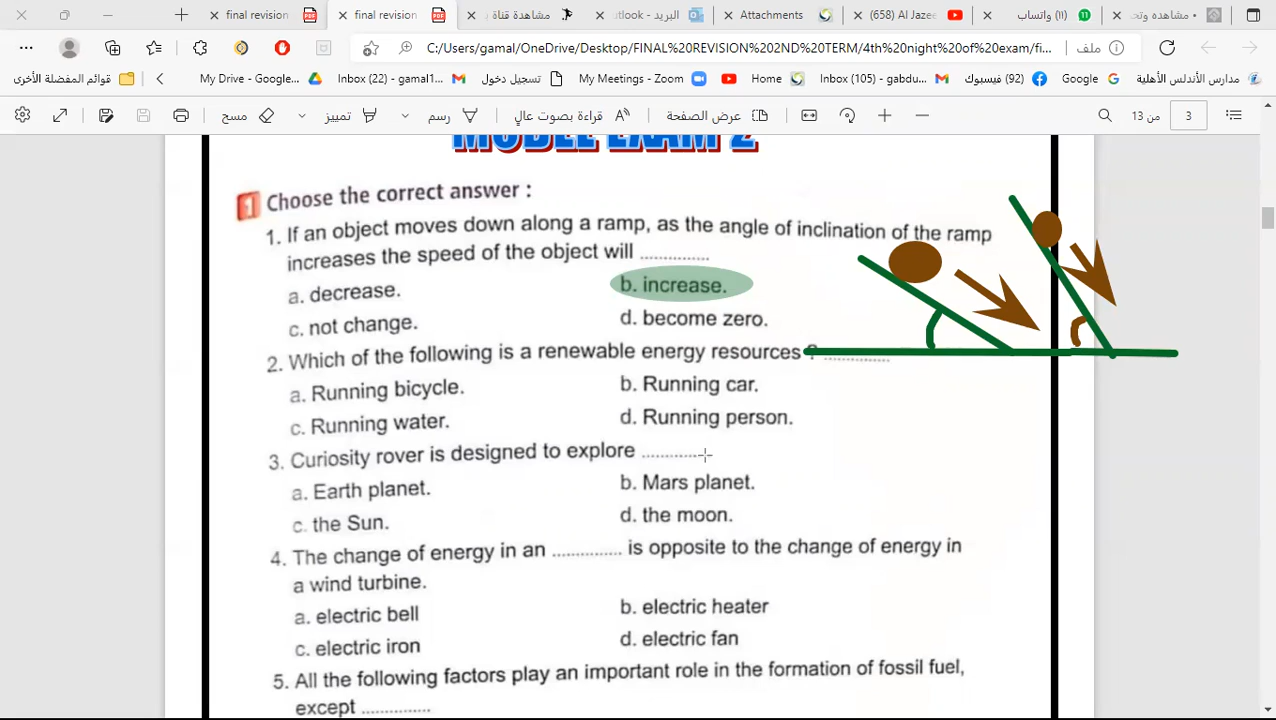 final revision
final revision
مشاهدة قناة
البريد - utlook
Attachments
(658) Al Jazee
(١١) واتساب
مشاهده وتحـ
C:/Users/gamal/OneDrive/Desktop/FINAL%20REVISION%202ND%20TERM/4th%20night%20of%20exam/fi...
ملف
قوائم المفضلة الأخرى
My Drive - Google...
Inbox (22) - gamal1...
تسجيل دخول
My Meetings - Zoom
Home
Inbox (105) - gabdu...
(92) فيسبوك
Google
مدارس الأندلس الأهلية
مسح
تمييز
رسم
قراءة بصوت عالٍ
عرض الصفحة
من 13
3
MODEL EXAM 2
1 Choose the correct answer :
1. If an object moves down along a ramp, as the angle of inclination of the ramp
increases the speed of the object will ..............
a. decrease.
b. increase.
c. not change.
d. become zero.
2. Which of the following is a renewable energy resources ? .............
a. Running bicycle.
b. Running car.
c. Running water.
d. Running person.
3. Curiosity rover is designed to explore ............
a. Earth planet.
b. Mars planet.
c. the Sun.
d. the moon.
4. The change of energy in an .............. is opposite to the change of energy in
a wind turbine.
a. electric bell
b. electric heater
c. electric iron
d. electric fan
5. All the following factors play an important role in the formation of fossil fuel,
except ..............